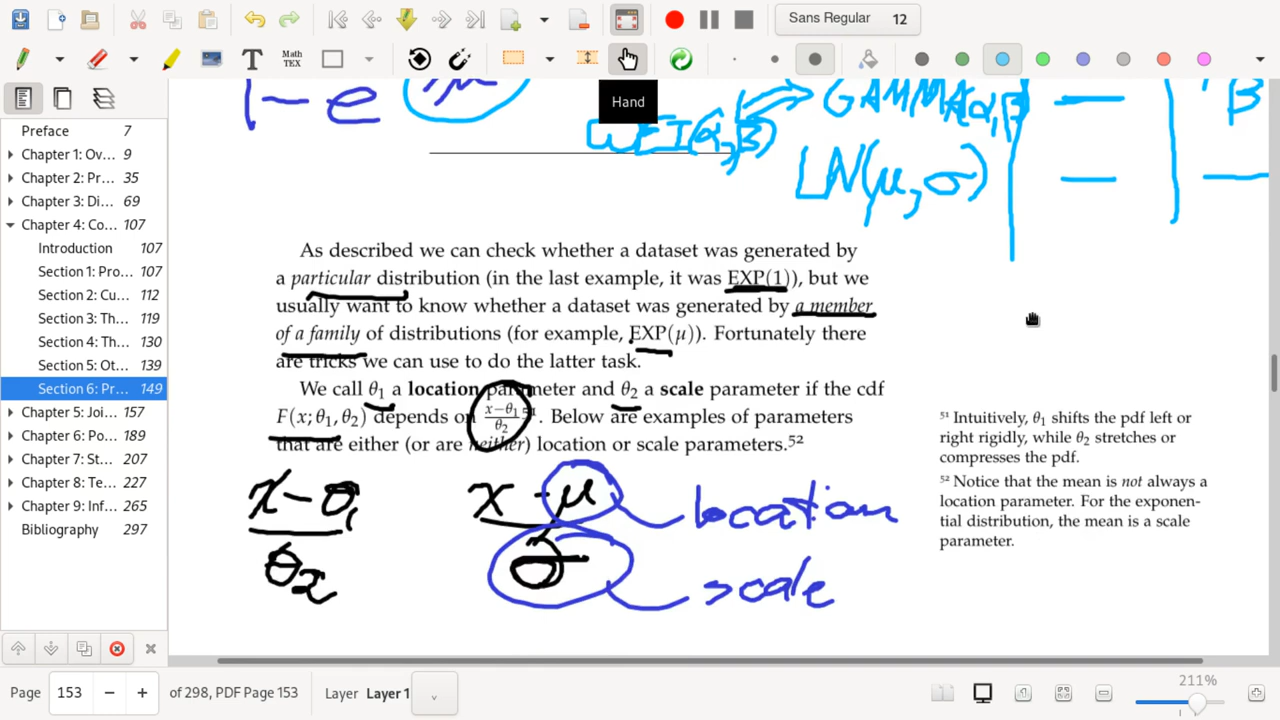 Sans Regular 12
T Math TEX
Hand
Preface 7
Chapter 1: Ov... 9
Chapter 2: Pr... 35
Chapter 3: Di... 69
Chapter 4: Co... 107
Introduction 107
Section 1: Pro... 107
Section 2: Cu... 112
Section 3: Th... 119
Section 4: Th... 130
Section 5: Ot... 139
Section 6: Pr... 149
Chapter 5: Joi... 157
Chapter 6: Po... 189
Chapter 7: St... 207
Chapter 8: Te... 227
Chapter 9: Inf... 265
Bibliography 297
1 - e
WEI(α, β)
GAMMA(α, β) — β
LN(μ, σ) — —
As described we can check whether a dataset was generated by
a particular distribution (in the last example, it was EXP(1)), but we
usually want to know whether a dataset was generated by a member
of a family of distributions (for example, EXP(μ)). Fortunately there
are tricks we can use to do the latter task.
We call θ1 a location parameter and θ2 a scale parameter if the cdf
F(x; θ1, θ2) depends on x−θ1/θ2 51. Below are examples of parameters
that are either (or are neither) location or scale parameters.52
51 Intuitively, θ1 shifts the pdf left or
right rigidly, while θ2 stretches or
compresses the pdf.
52 Notice that the mean is not always a
location parameter. For the exponen-
tial distribution, the mean is a scale
parameter.
x - θ1
θ2
x - μ location
σ scale
Page 153 of 298, PDF Page 153 Layer Layer 1 211%